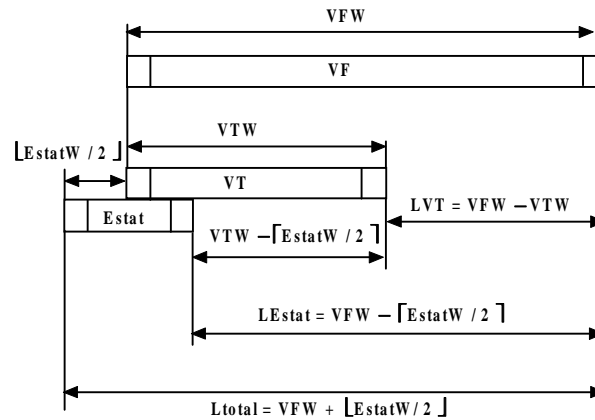 VFW
VF
VTW
⌊EstatW / 2⌋
VT
Estat
LVT = VFW – VTW
VTW – ⌈EstatW / 2⌉
LEstat = VFW – ⌈EstatW / 2⌉
Ltotal = VFW + ⌊EstatW/2⌋